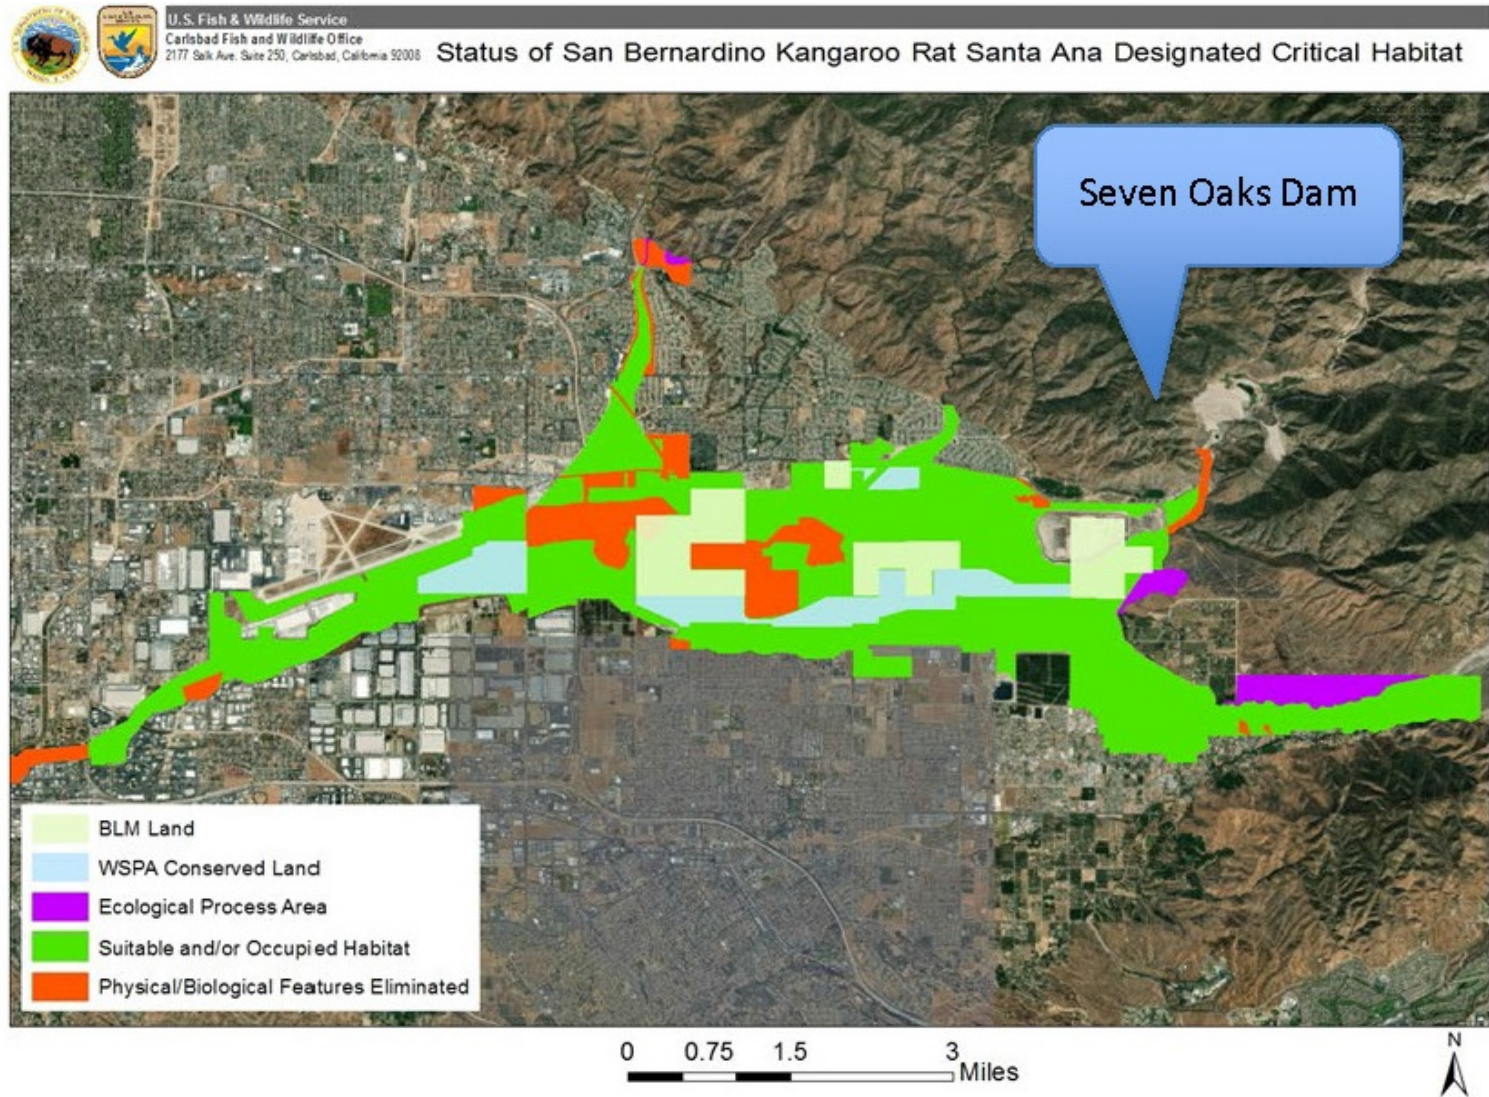 U.S. Fish & Wildlife Service
Carlsbad Fish and Wildlife Office
2177 Salk Ave. Suite 250, Carlsbad, California 92008
Status of San Bernardino Kangaroo Rat Santa Ana Designated Critical Habitat
Seven Oaks Dam
BLM Land
WSPA Conserved Land
Ecological Process Area
Suitable and/or Occupied Habitat
Physical/Biological Features Eliminated
0 0.75 1.5 3
Miles
N